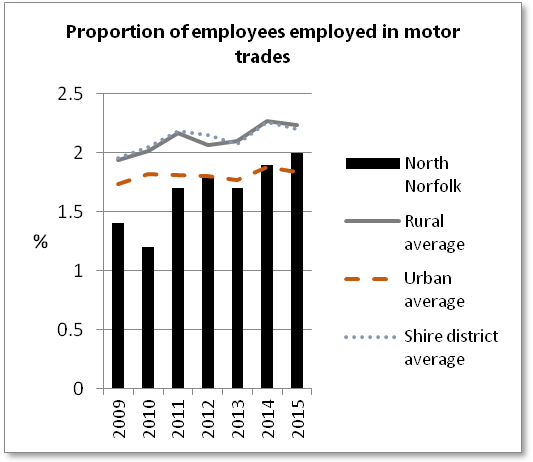 Proportion of employees employed in motor
trades
2.5
2
1.5
1
0.5
0
%
2009
2010
2011
2012
2013
2014
2015
North
Norfolk
Rural
average
Urban
average
Shire district
average